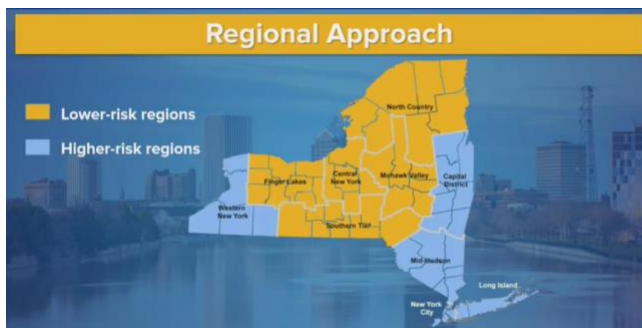 Regional Approach
Lower-risk regions
Higher-risk regions
North Country
Finger Lakes
Central
New York
Mohawk Valley
Capital
District
Western
New York
Southern Tier
Mid-Hudson
Long Island
New York
City